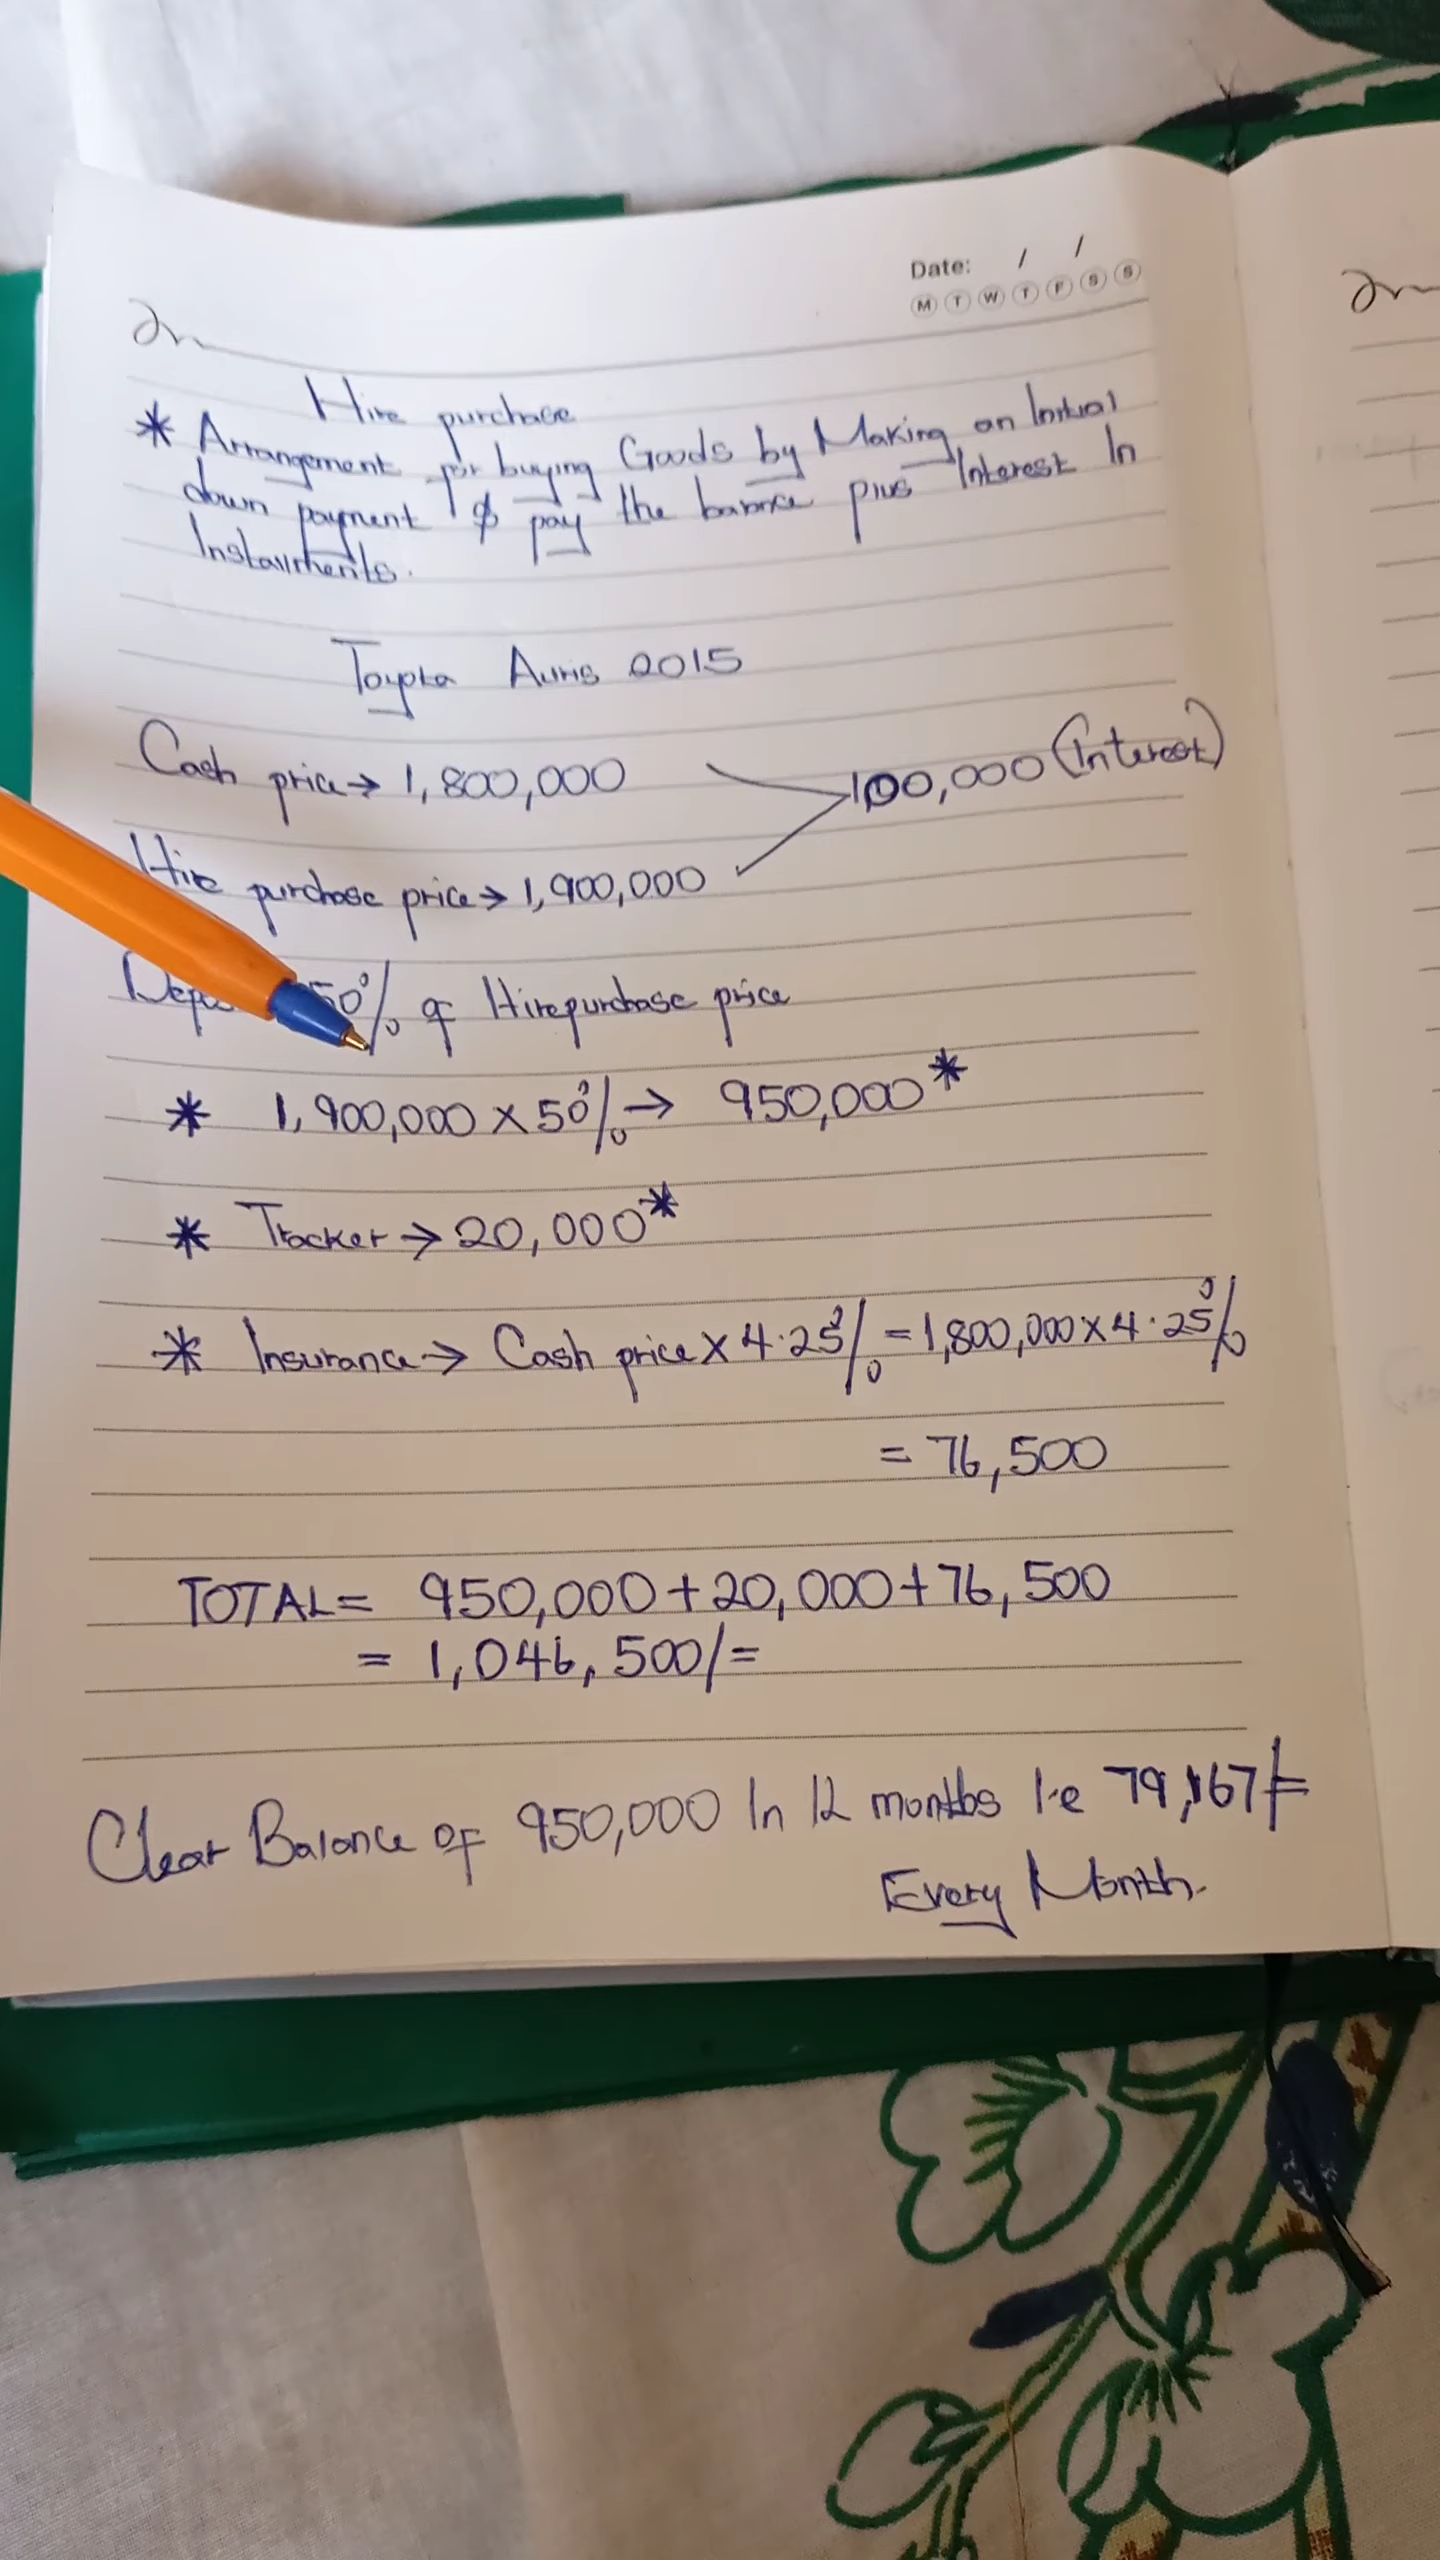 Date: / /
M T W T F S S
Hire purchase
* Arrangement for buying Goods by Making an Initial
down payment & pay the balance plus Interest In
Installments.
Toyota Auris 2015
Cash price → 1,800,000
100,000 (Interest)
Hire purchase price → 1,900,000
50% of Hirepurchase price
* 1,900,000 x 50% → 950,000*
* Tracker → 20,000*
* Insurance → Cash price x 4.25% = 1,800,000 x 4.25%
= 76,500
TOTAL = 950,000 + 20,000 + 76,500
= 1,046,500/=
Clear Balance of 950,000 In 12 months i.e 79,167/=
Every Month.